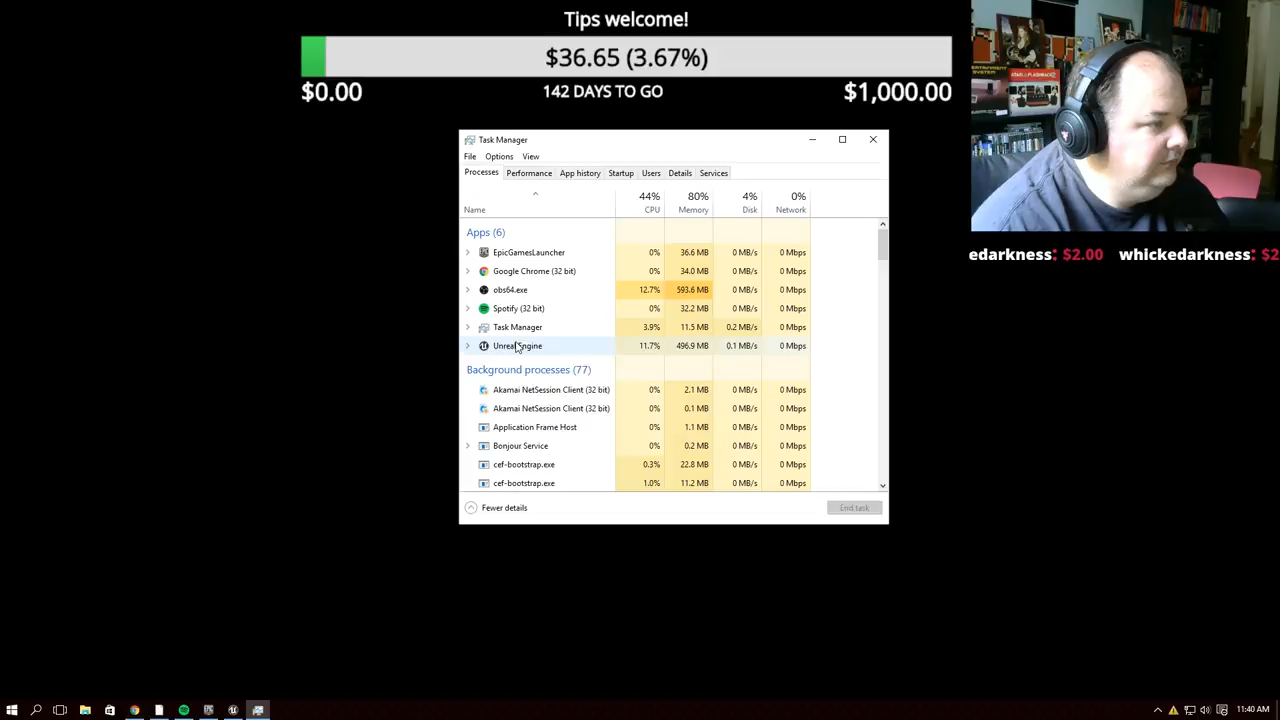 Tips welcome!
$36.65 (3.67%)
$0.00 142 DAYS TO GO $1,000.00
ATARI FLASHBACK 2
edarkness: $2.00 whickedarkness: $2
Task Manager
File Options View
Processes Performance App history Startup Users Details Services
44% 80% 4% 0%
Name CPU Memory Disk Network
Apps (6)
EpicGamesLauncher 0% 36.6 MB 0 MB/s 0 Mbps
Google Chrome (32 bit) 0% 34.0 MB 0 MB/s 0 Mbps
obs64.exe 12.7% 593.6 MB 0 MB/s 0 Mbps
Spotify (32 bit) 0% 32.2 MB 0 MB/s 0 Mbps
Task Manager 3.9% 11.5 MB 0.2 MB/s 0 Mbps
UnrealEngine 11.7% 496.9 MB 0.1 MB/s 0 Mbps
Background processes (77)
Akamai NetSession Client (32 bit) 0% 2.1 MB 0 MB/s 0 Mbps
Akamai NetSession Client (32 bit) 0% 0.1 MB 0 MB/s 0 Mbps
Application Frame Host 0% 1.1 MB 0 MB/s 0 Mbps
Bonjour Service 0% 0.2 MB 0 MB/s 0 Mbps
cef-bootstrap.exe 0.3% 22.8 MB 0 MB/s 0 Mbps
cef-bootstrap.exe 1.0% 11.2 MB 0 MB/s 0 Mbps
Fewer details End task
11:40 AM